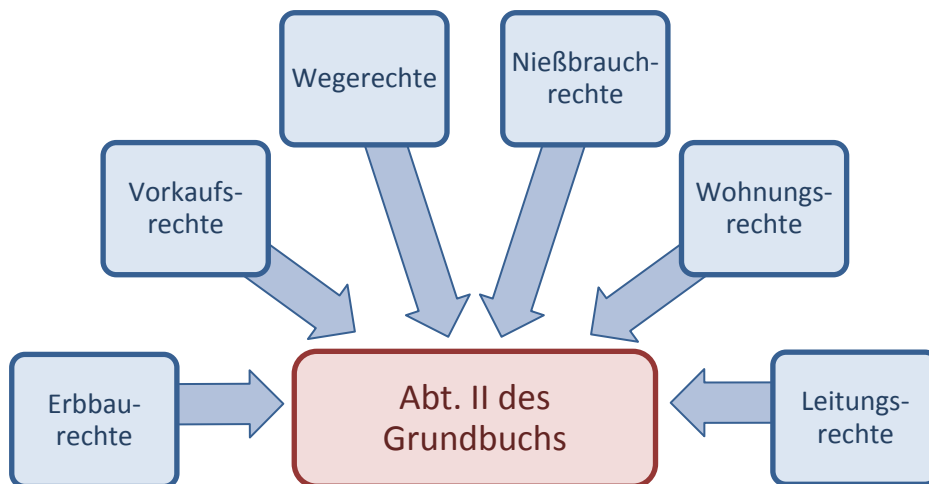 Wegerechte
Nießbrauch-
rechte
Vorkaufs-
rechte
Wohnungs-
rechte
Erbbau-
rechte
Abt. II des
Grundbuchs
Leitungs-
rechte